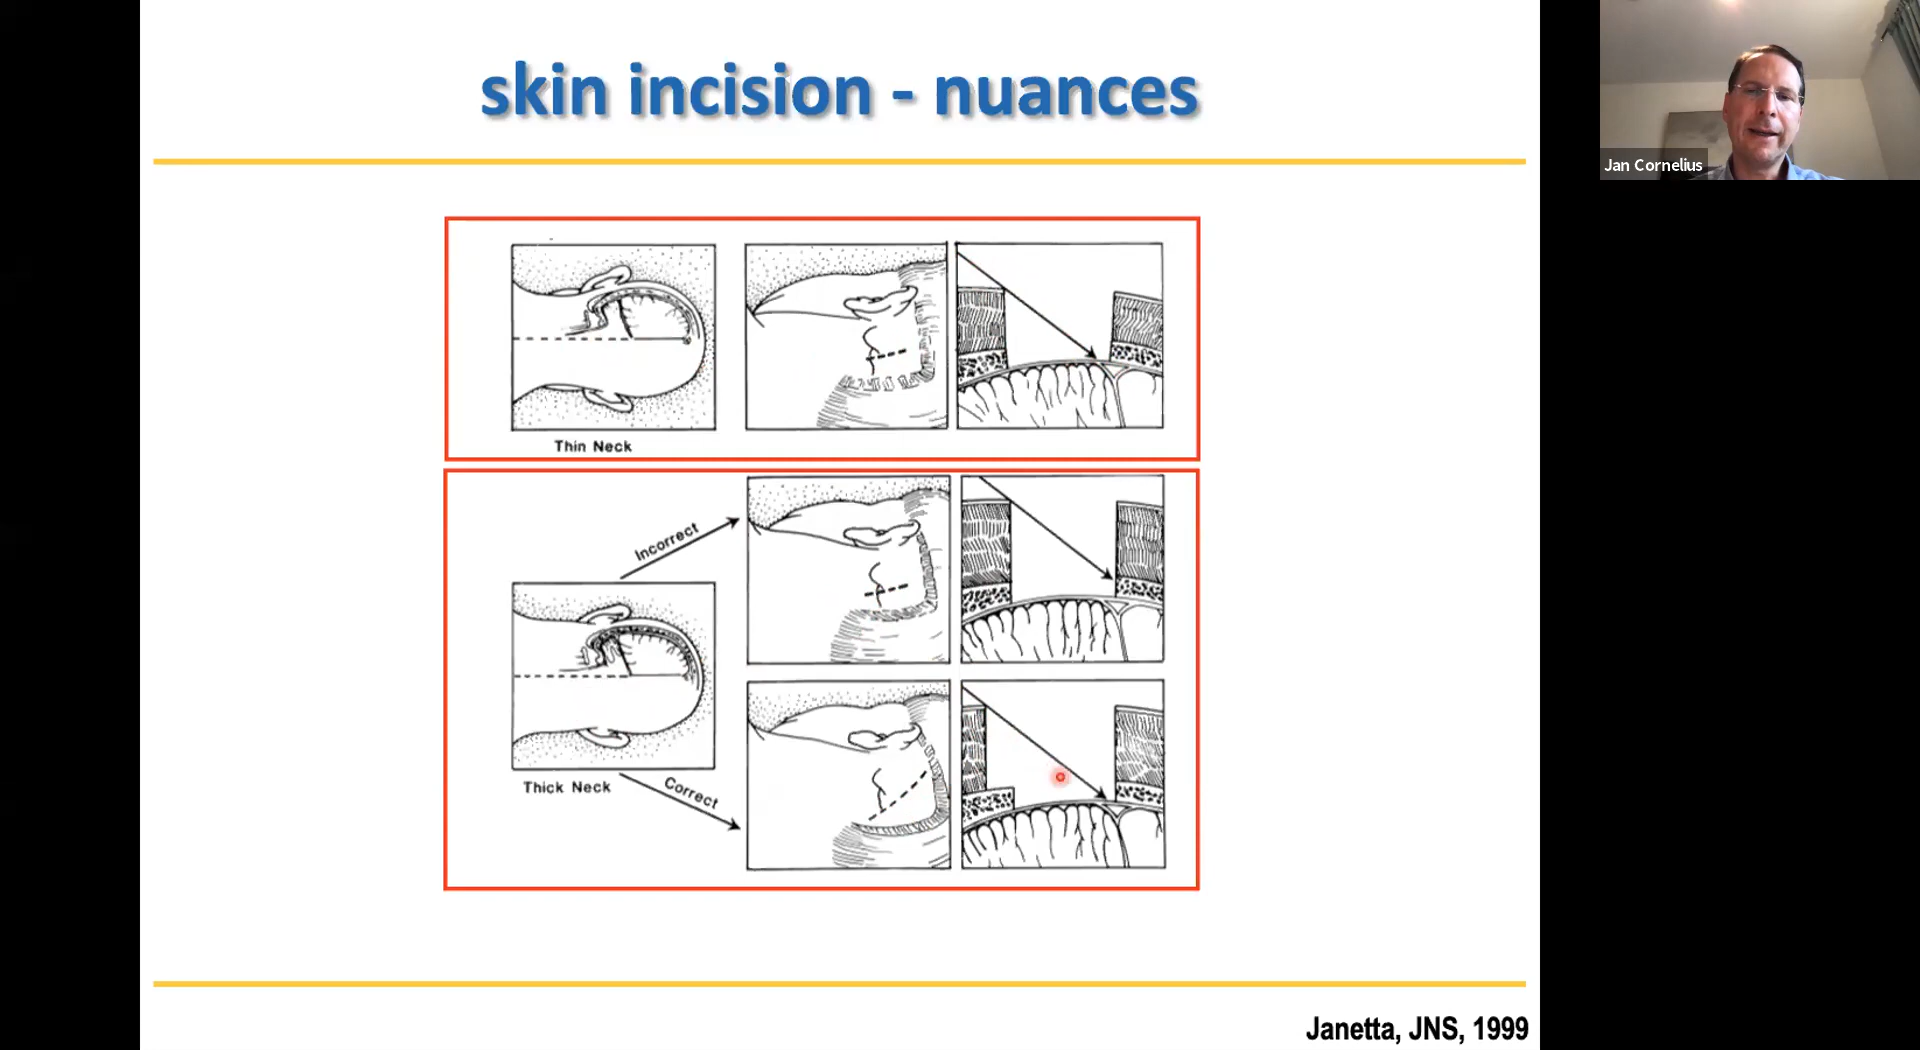 skin incision - nuances
Jan Cornelius
Thin Neck
Incorrect
Thick Neck
Correct
Janetta, JNS, 1999